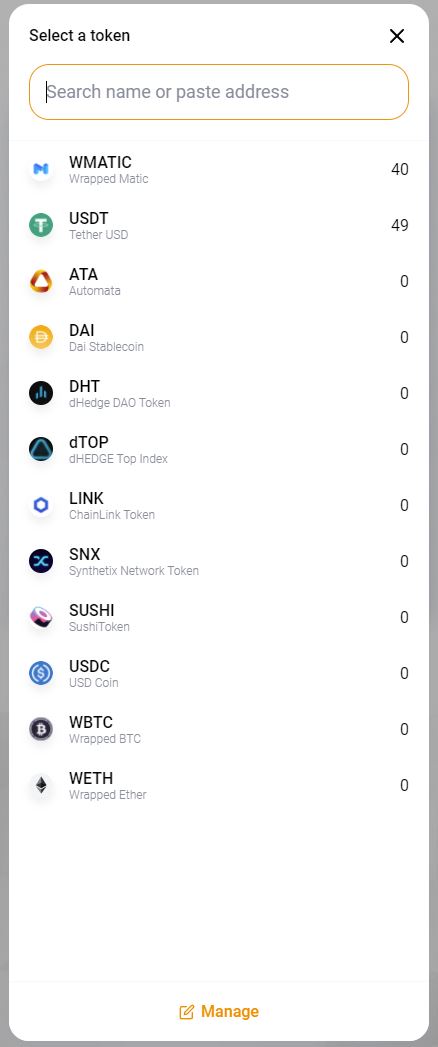 Select a token
Search name or paste address
WMATIC 40
Wrapped Matic
USDT 49
Tether USD
ATA 0
Automata
DAI 0
Dai Stablecoin
DHT 0
dHedge DAO Token
dTOP 0
dHEDGE Top Index
LINK 0
ChainLink Token
SNX 0
Synthetix Network Token
SUSHI 0
SushiToken
USDC 0
USD Coin
WBTC 0
Wrapped BTC
WETH 0
Wrapped Ether
Manage